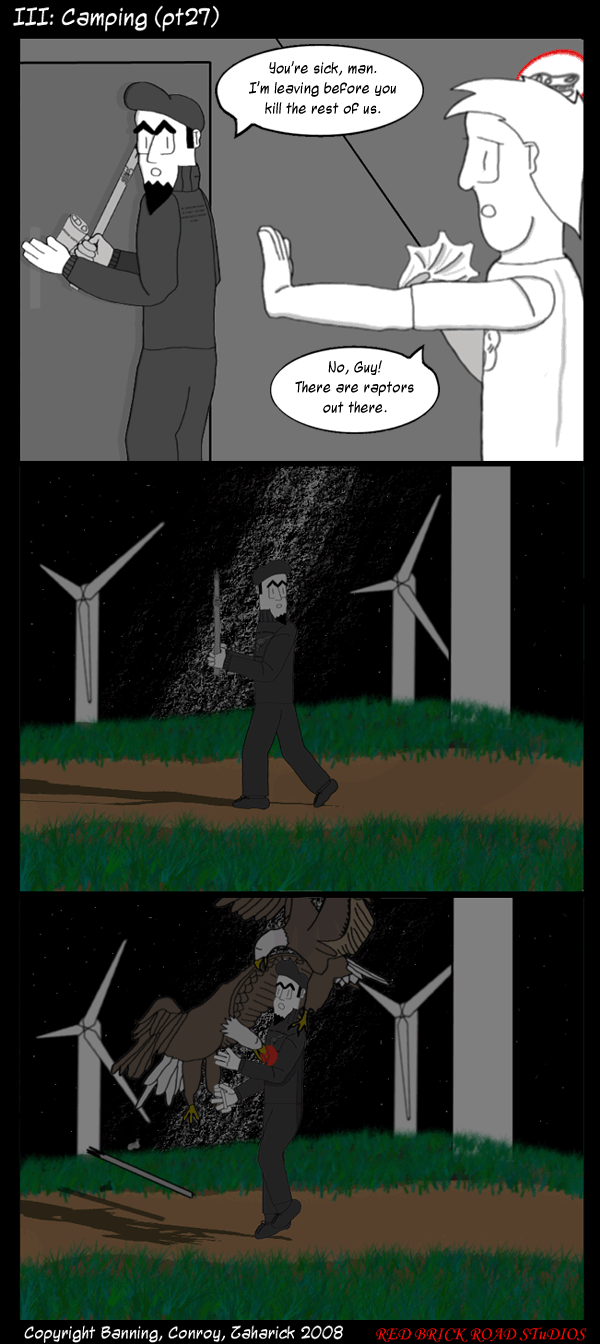 III: Camping (pt27)
You're sick, man.
I'm leaving before you
kill the rest of us.
No, Guy!
There are raptors
out there.
Copyright Banning, Conroy, Zaharick 2008
RED BRICK ROAD STuDIOS